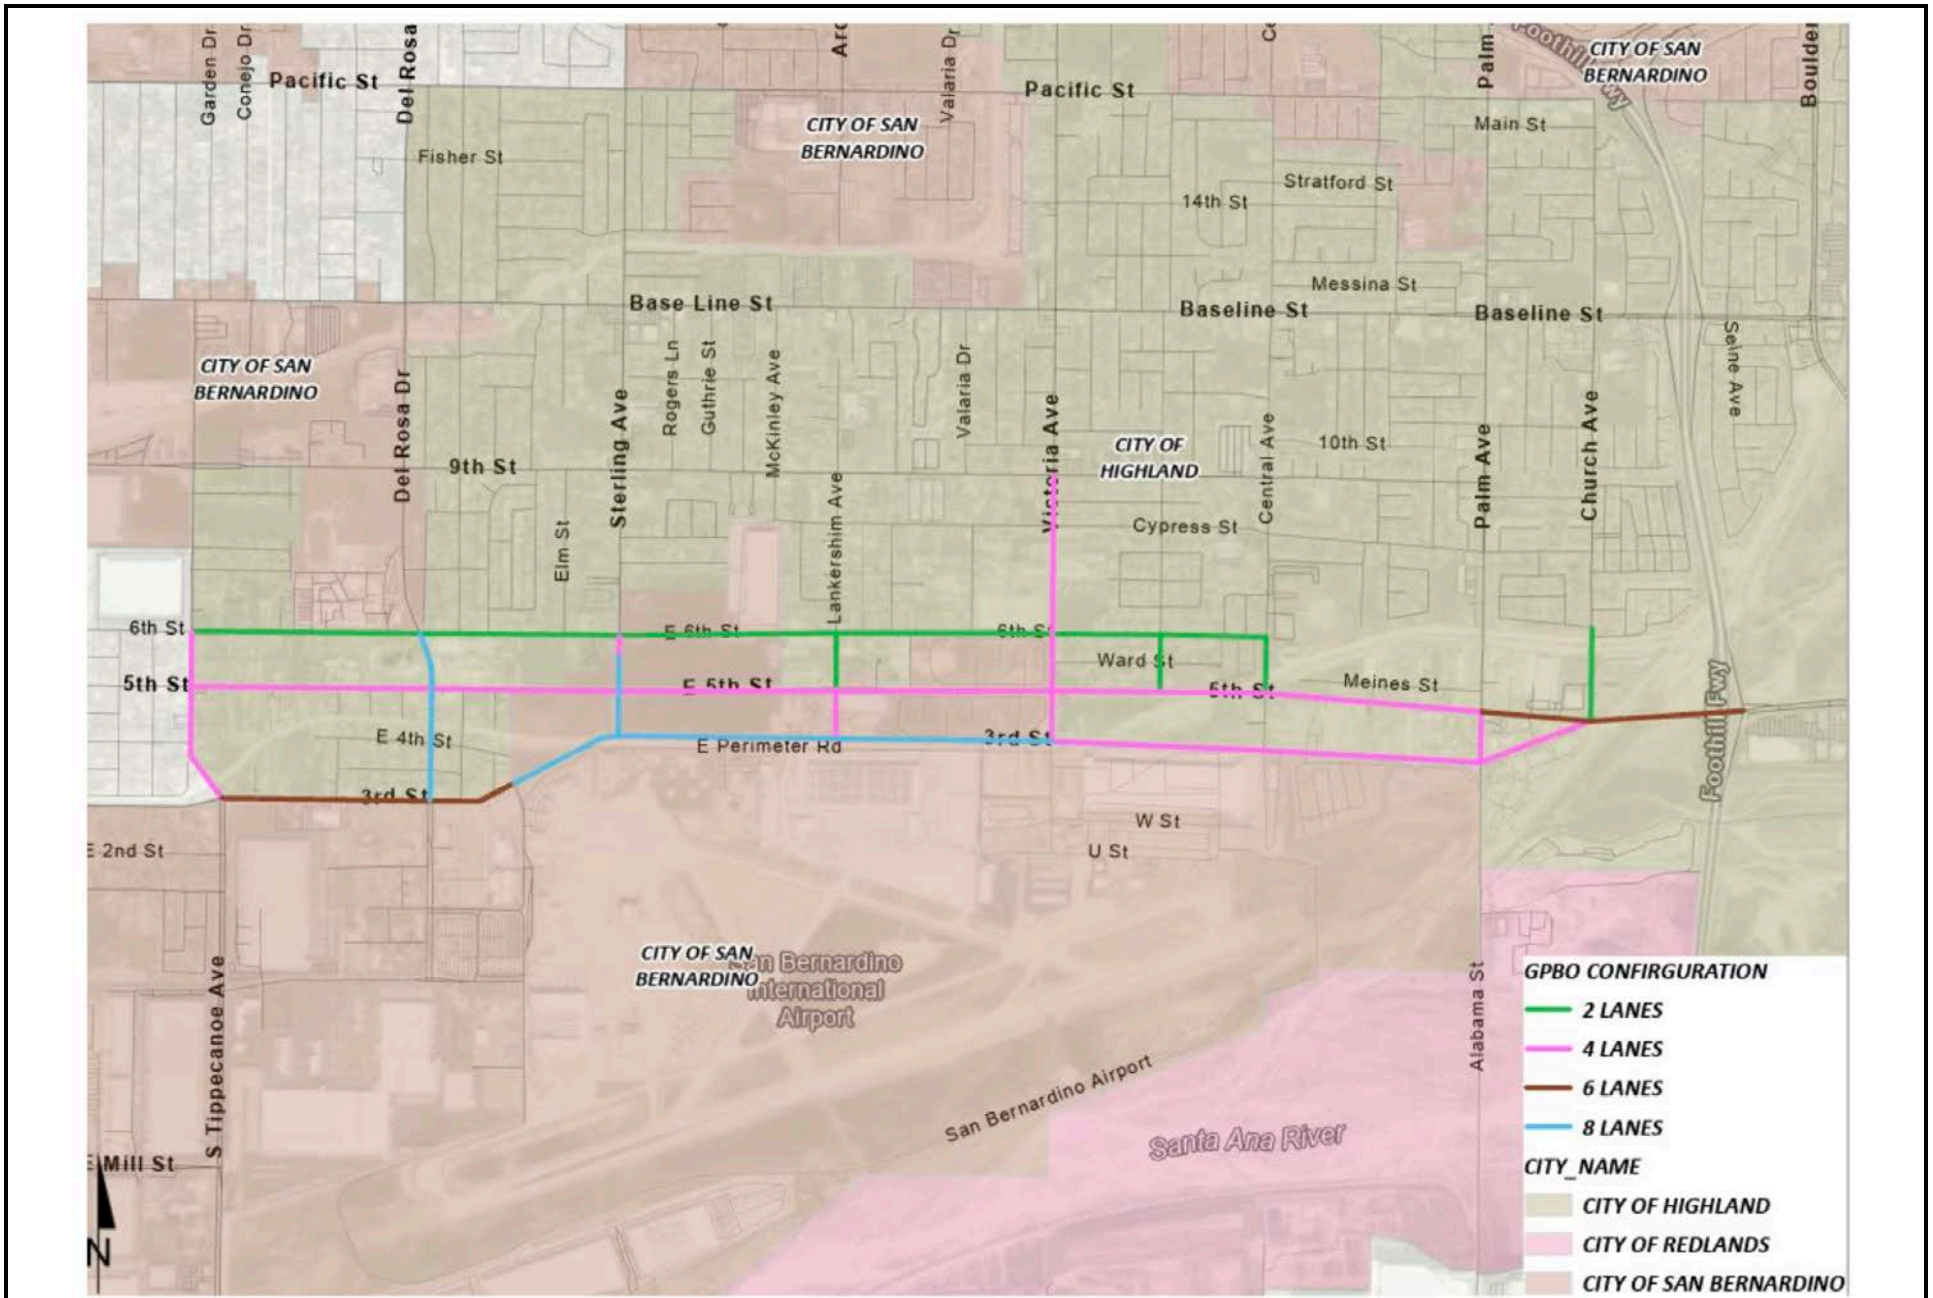 Garden Dr
Conejo Dr
Pacific St
Del Rosa
Arc
Valaria Dr
Pacific St
Palm
Foothill
wy
CITY OF SAN
BERNARDINO
Boulder
Main St
Fisher St
CITY OF SAN
BERNARDINO
Stratford St
14th St
Messina St
Base Line St
Baseline St
Baseline St
Seine Ave
CITY OF SAN
BERNARDINO
Del Rosa Dr
Sterling Ave
Rogers Ln
Guthrie St
McKinley Ave
Valaria Dr
Victoria Ave
CITY OF
HIGHLAND
Central Ave
10th St
Palm Ave
Church Ave
9th St
Elm St
Lankershim Ave
Cypress St
6th St
E 6th St
6th S
Ward St
5th St
E 5th St
5th St
Meines St
Foothill Fwy
E 4th St
E Perimeter Rd
3rd St
3rd St
W St
E 2nd St
U St
S Tippecanoe Ave
CITY OF SAN
BERNARDINO
an Bernardino
International
Airport
Alabama St
San Bernardino Airport
Santa Ana River
E Mill St
N
GPBO CONFIRGURATION
2 LANES
4 LANES
6 LANES
8 LANES
CITY_NAME
CITY OF HIGHLAND
CITY OF REDLANDS
CITY OF SAN BERNARDINO